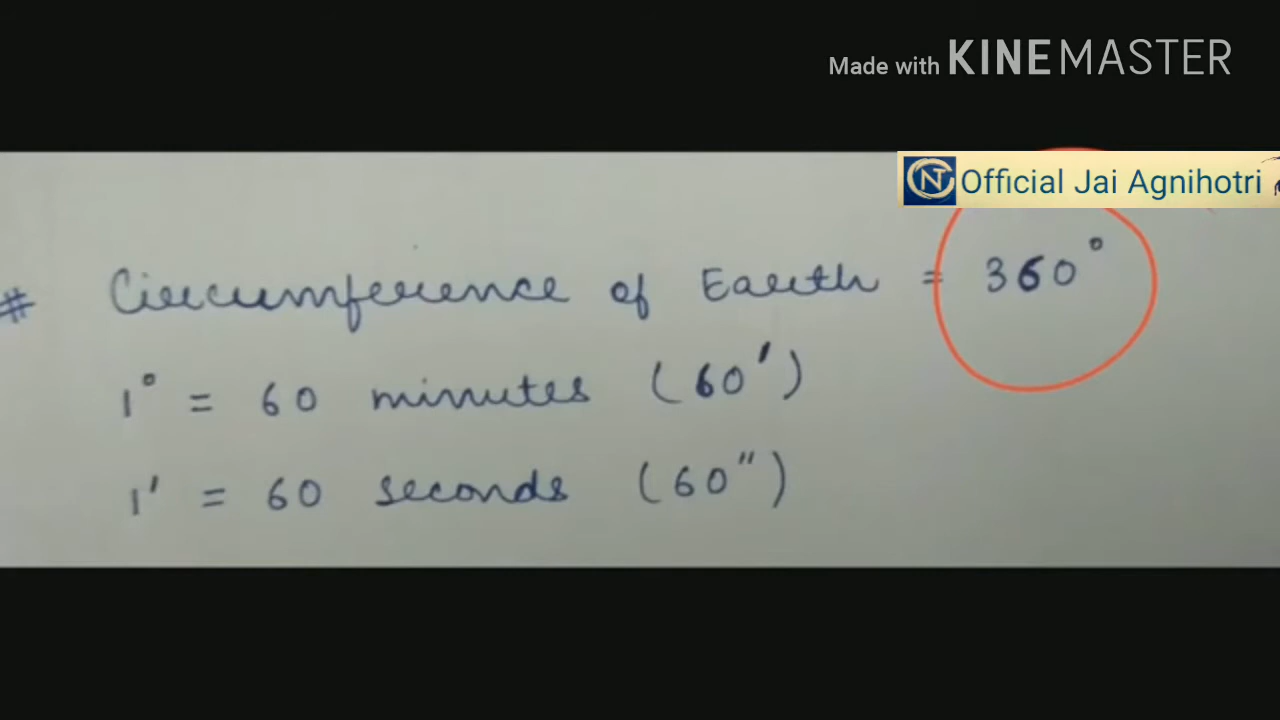 Made with KINEMASTER
Official Jai Agnihotri
# Circumference of Earth = 360°
1° = 60 minutes (60')
1' = 60 seconds (60")